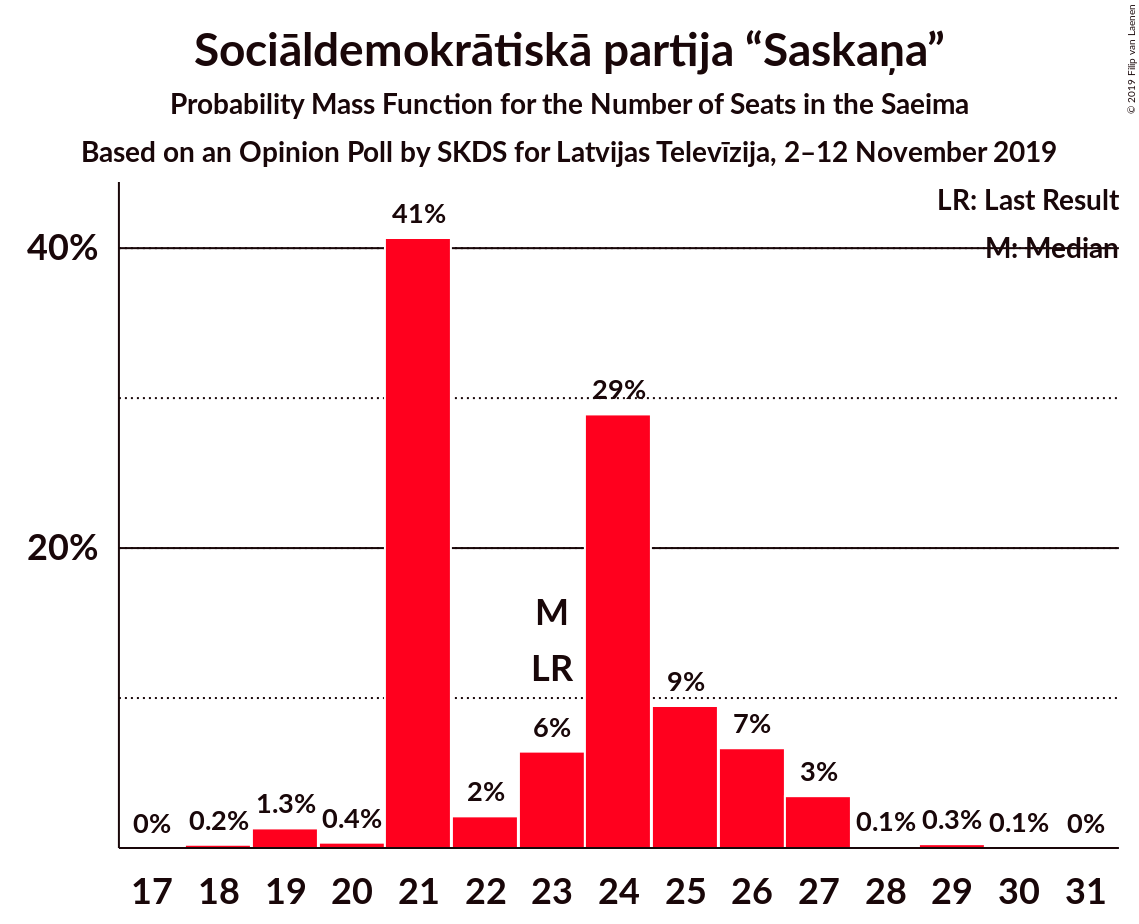 Sociāldemokrātiskā partija “Saskaņa”
Probability Mass Function for the Number of Seats in the Saeima
Based on an Opinion Poll by SKDS for Latvijas Televīzija, 2–12 November 2019
© 2019 Filip van Laenen
LR: Last Result
M: Median
40%
20%
0%
0.2%
1.3%
0.4%
41%
2%
M
LR
6%
29%
9%
7%
3%
0.1%
0.3%
0.1%
0%
17 18 19 20 21 22 23 24 25 26 27 28 29 30 31